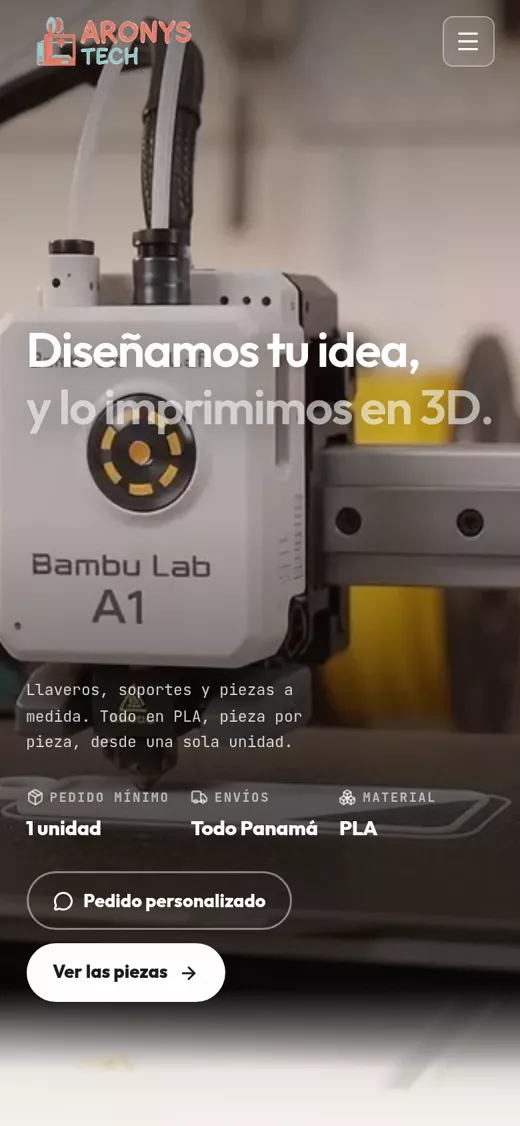 ARONYS
TECH
Diseñamos tu idea,
y lo imprimimos en 3D.
Bambu Lab
A1
Llaveros, soportes y piezas a
medida. Todo en PLA, pieza por
pieza, desde una sola unidad.
PEDIDO MÍNIMO
1 unidad
ENVÍOS
Todo Panamá
MATERIAL
PLA
Pedido personalizado
Ver las piezas